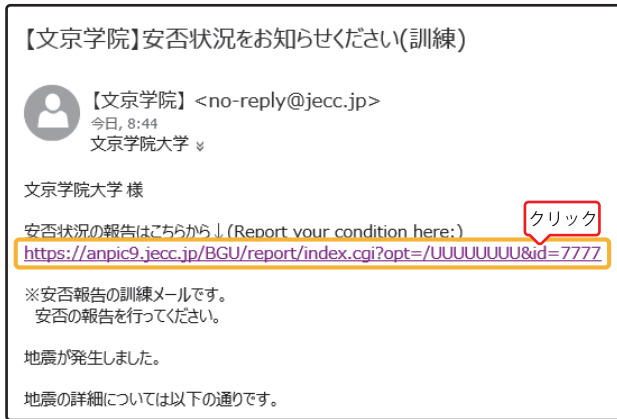 【文京学院】安否状況をお知らせください(訓練)
【文京学院】 <no-reply@jecc.jp>
今日, 8:44
文京学院大学
文京学院大学 様
安否状況の報告はこちらから↓(Report your condition here:)
クリック
https://anpic9.jecc.jp/BGU/report/index.cgi?opt=/UUUUUUUU&id=7777
※安否報告の訓練メールです。
安否の報告を行ってください。
地震が発生しました。
地震の詳細については以下の通りです。